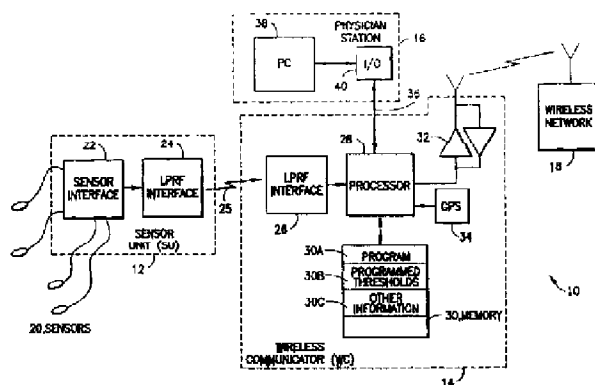 38
PC
PHYSICIAN
STATION
16
I/O
40
36
WIRELESS
NETWORK
18
22
24
SENSOR
INTERFACE
LPRF
INTERFACE
25
LPRF
INTERFACE
26
28
PROCESSOR
32
GPS
34
SENSOR
UNIT (SU)
12
20,SENSORS
30A
PROGRAM
30B
PROGRAMMED
THRESHOLDS
30C
OTHER
INFORMATION
30,MEMORY
WIRELESS
COMMUNICATOR (WC)
14
10